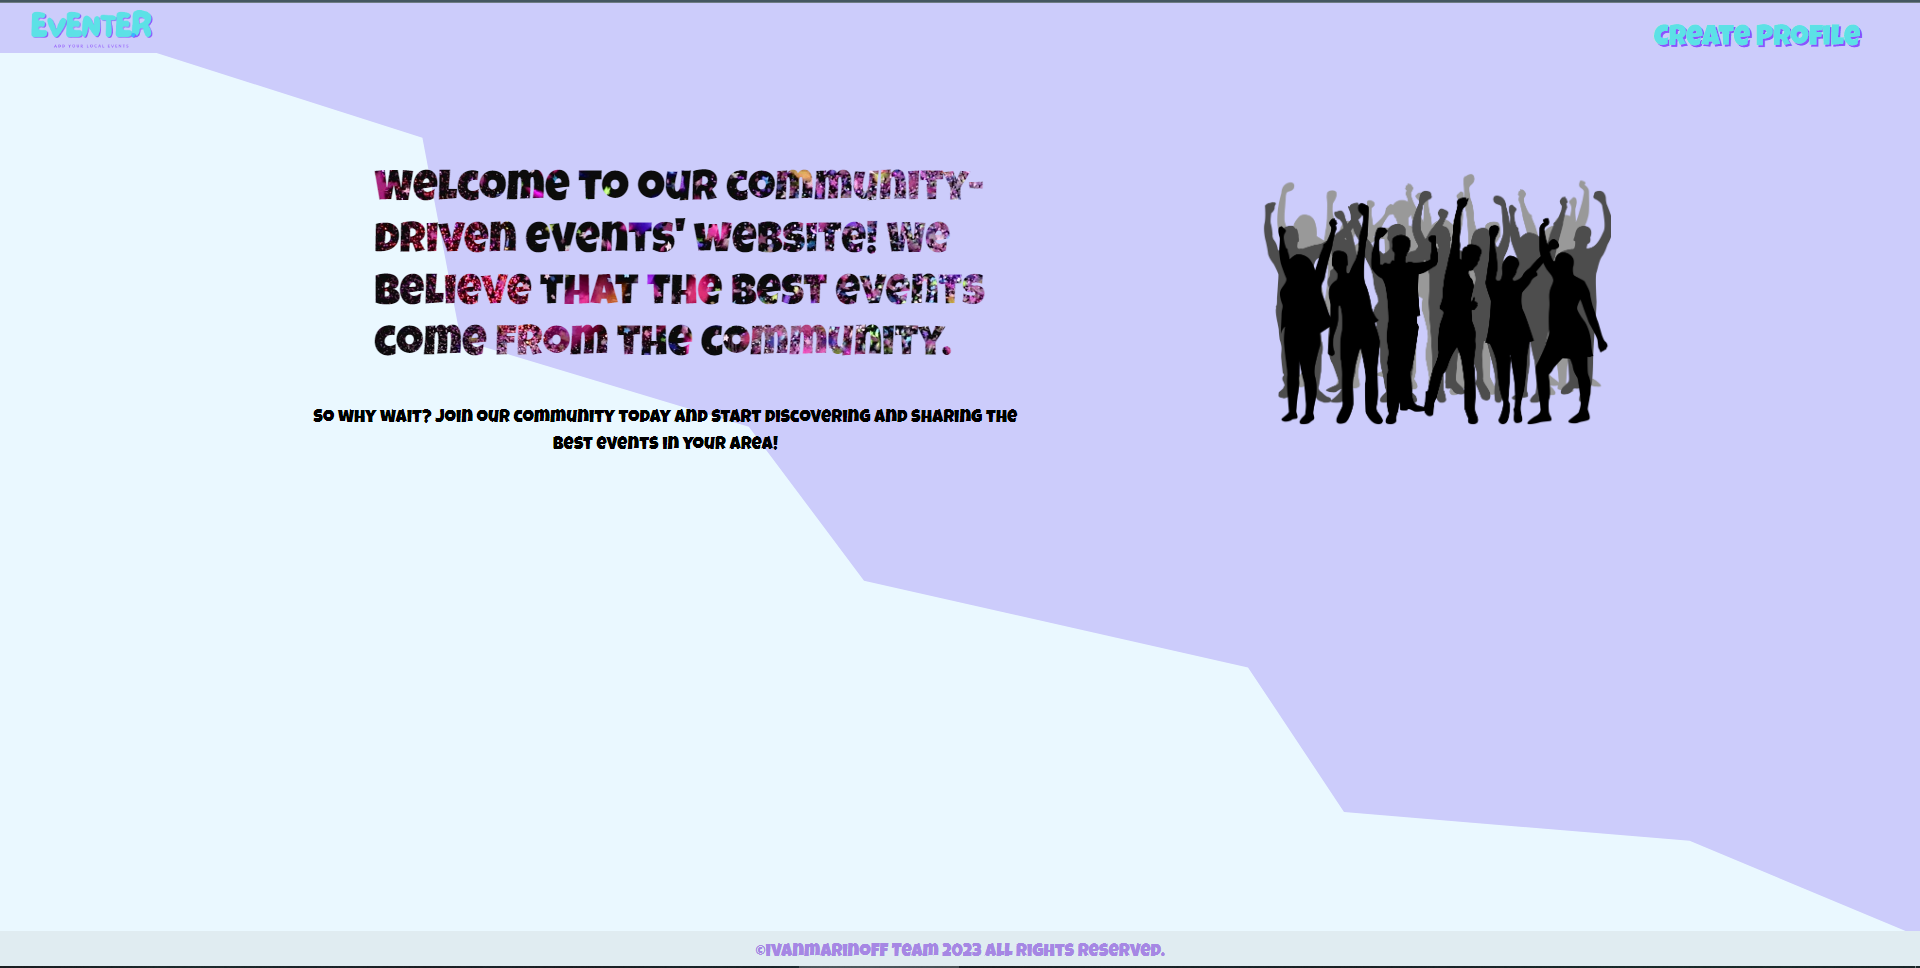 EVENTER
AND YOUR LOCAL EVENTS
Create Profile
Welcome to our community-
driven events' website! We
believe that the best events
come from the community.
So why wait? Join our community today and start discovering and sharing the
best events in your area!
©IvanMarinoff Team 2023 All Rights Reserved.